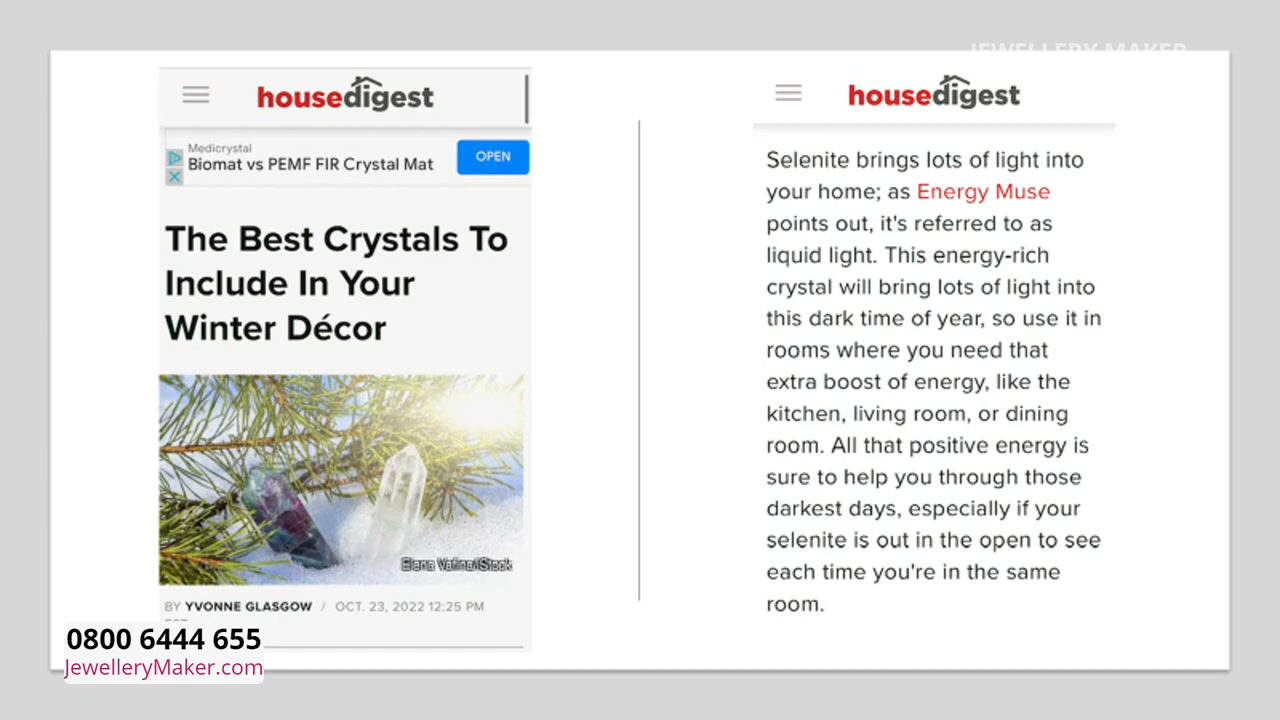 JEWELLERY MAKER
housedigest
Medicrystal
Biomat vs PEMF FIR Crystal Mat
OPEN
The Best Crystals To
Include In Your
Winter Décor
Elena Vafina/iStock
BY YVONNE GLASGOW / OCT. 23, 2022 12:25 PM
EST
0800 6444 655
JewelleryMaker.com
housedigest
Selenite brings lots of light into
your home; as Energy Muse
points out, it's referred to as
liquid light. This energy-rich
crystal will bring lots of light into
this dark time of year, so use it in
rooms where you need that
extra boost of energy, like the
kitchen, living room, or dining
room. All that positive energy is
sure to help you through those
darkest days, especially if your
selenite is out in the open to see
each time you're in the same
room.